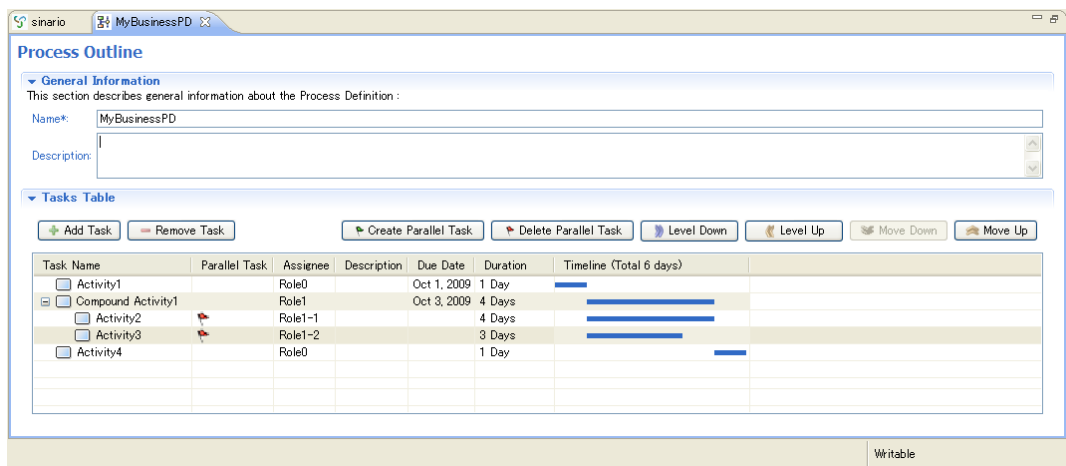 sinario MyBusinessPD
Process Outline
General Information
This section describes general information about the Process Definition :
Name*: MyBusinessPD
Description:
Tasks Table
Add Task Remove Task Create Parallel Task Delete Parallel Task Level Down Level Up Move Down Move Up
Task Name Parallel Task Assignee Description Due Date Duration Timeline (Total 6 days)
Activity1 Role0 Oct 1, 2009 1 Day
Compound Activity1 Role1 Oct 3, 2009 4 Days
Activity2 Role1-1 4 Days
Activity3 Role1-2 3 Days
Activity4 Role0 1 Day
Writable